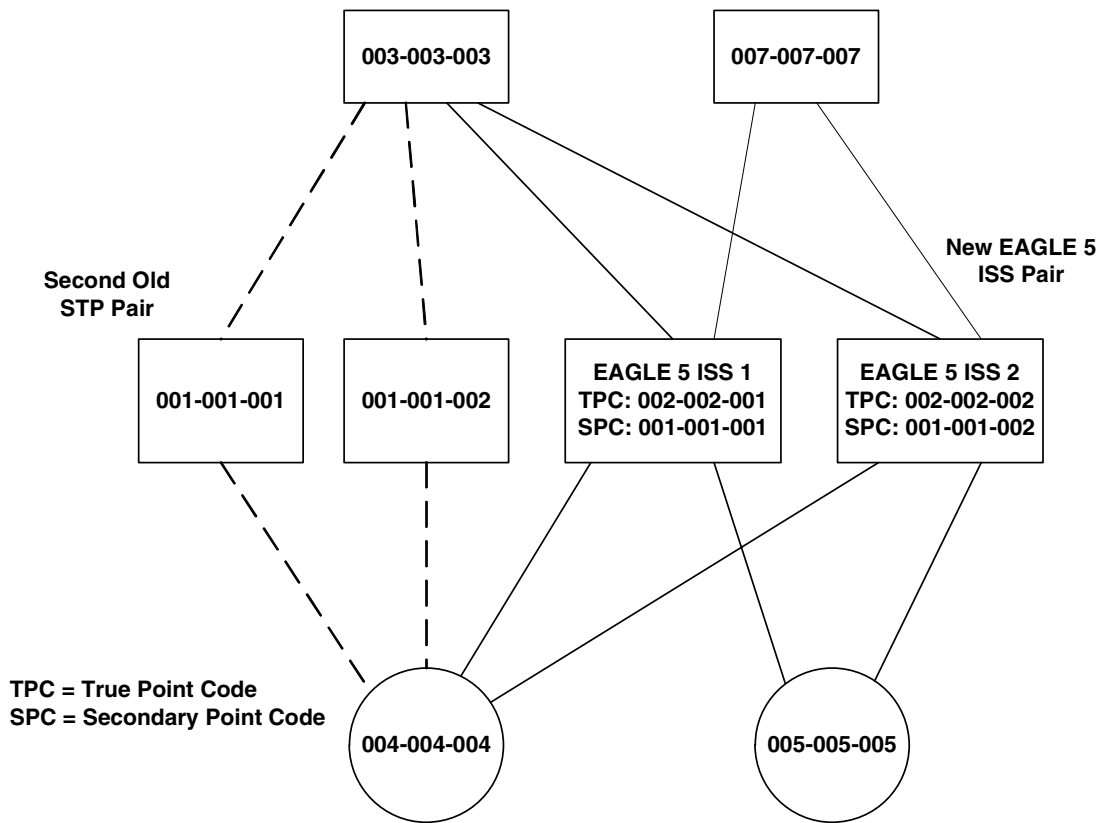 003-003-003
007-007-007
Second Old
STP Pair
New EAGLE 5
ISS Pair
001-001-001
001-001-002
EAGLE 5 ISS 1
TPC: 002-002-001
SPC: 001-001-001
EAGLE 5 ISS 2
TPC: 002-002-002
SPC: 001-001-002
TPC = True Point Code
SPC = Secondary Point Code
004-004-004
005-005-005